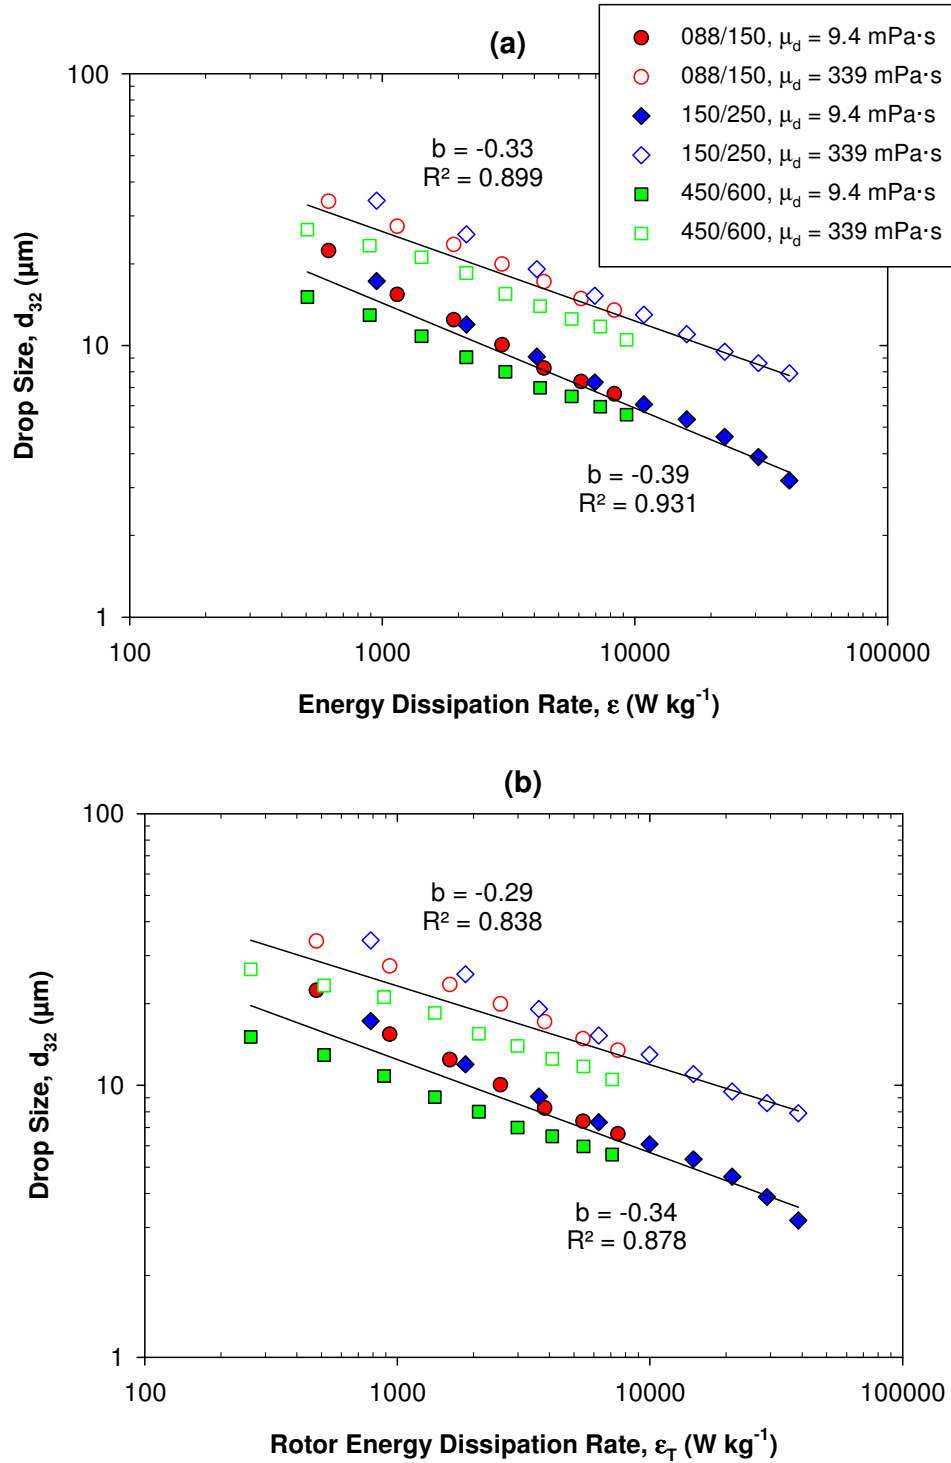 (a)
088/150, μd = 9.4 mPa·s
088/150, μd = 339 mPa·s
150/250, μd = 9.4 mPa·s
150/250, μd = 339 mPa·s
450/600, μd = 9.4 mPa·s
450/600, μd = 339 mPa·s
100
b = -0.33
R² = 0.899
Drop Size, d32 (μm)
10
b = -0.39
R² = 0.931
1
100 1000 10000 100000
Energy Dissipation Rate, ε (W kg-1)
(b)
100
b = -0.29
R² = 0.838
Drop Size, d32 (μm)
10
b = -0.34
R² = 0.878
1
100 1000 10000 100000
Rotor Energy Dissipation Rate, εT (W kg-1)